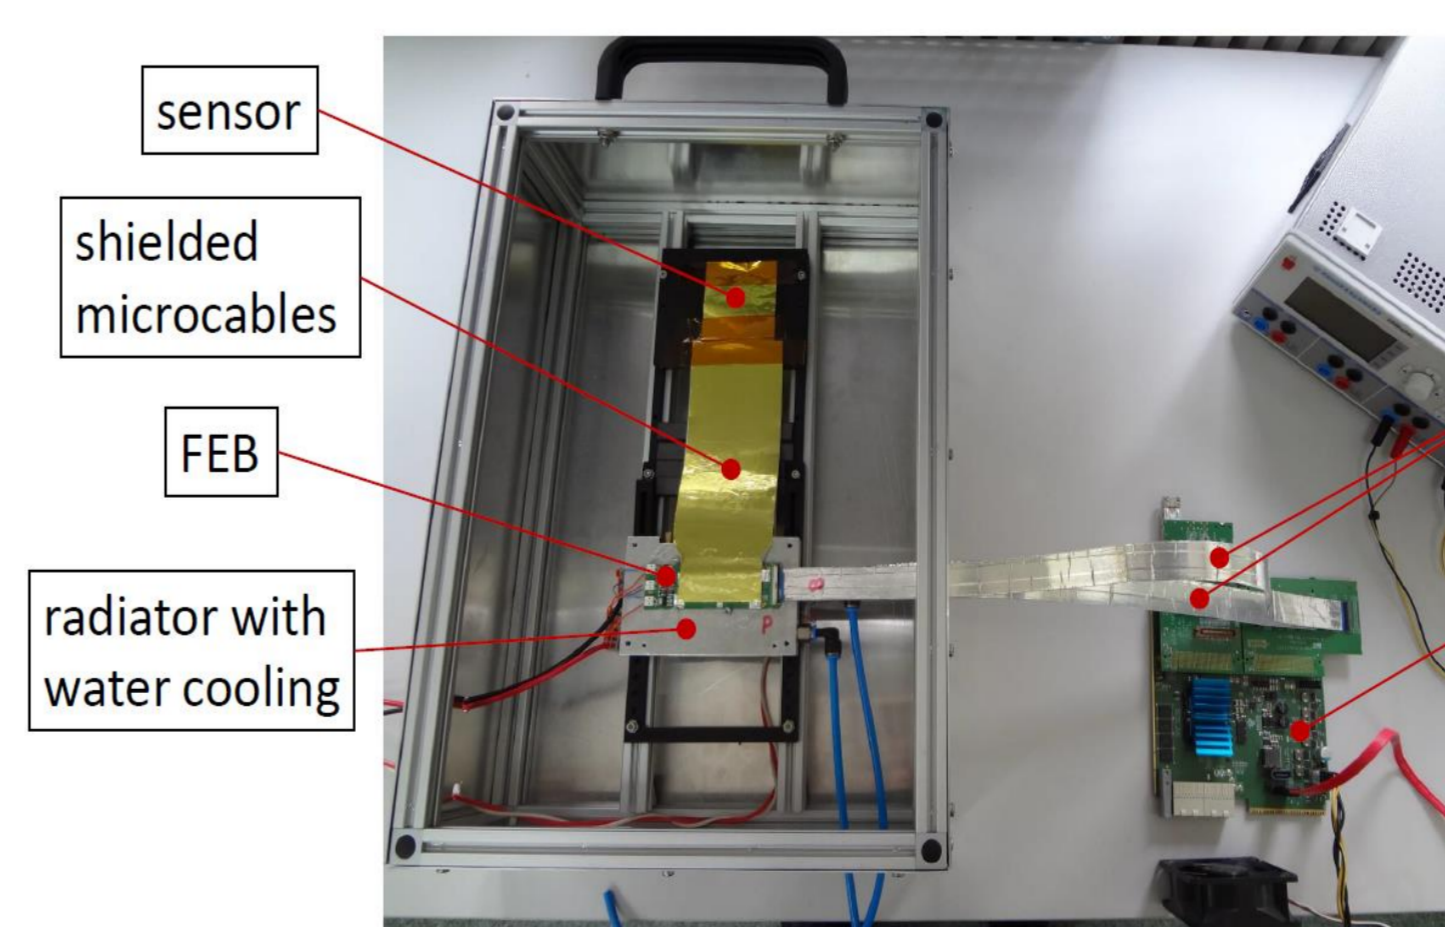 sensor
shielded
microcables
FEB
radiator with
water cooling
P